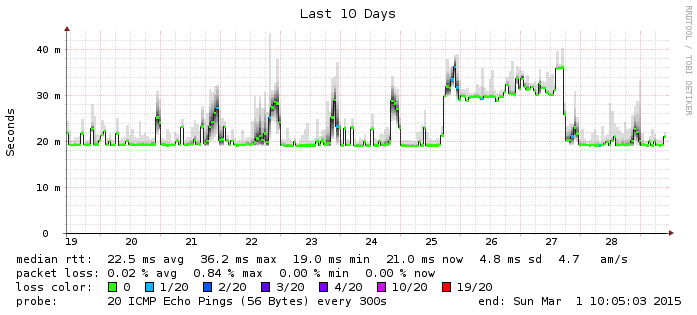 Last 10 Days
RRDTOOL / TOBI OETIKER
Seconds
40 m
30 m
20 m
10 m
0
19 20 21 22 23 24 25 26 27 28
median rtt: 22.5 ms avg 36.2 ms max 19.0 ms min 21.0 ms now 4.8 ms sd 4.7 am/s
packet loss: 0.02 % avg 0.84 % max 0.00 % min 0.00 % now
loss color: 0 1/20 2/20 3/20 4/20 10/20 19/20
probe: 20 ICMP Echo Pings (56 Bytes) every 300s end: Sun Mar 1 10:05:03 2015